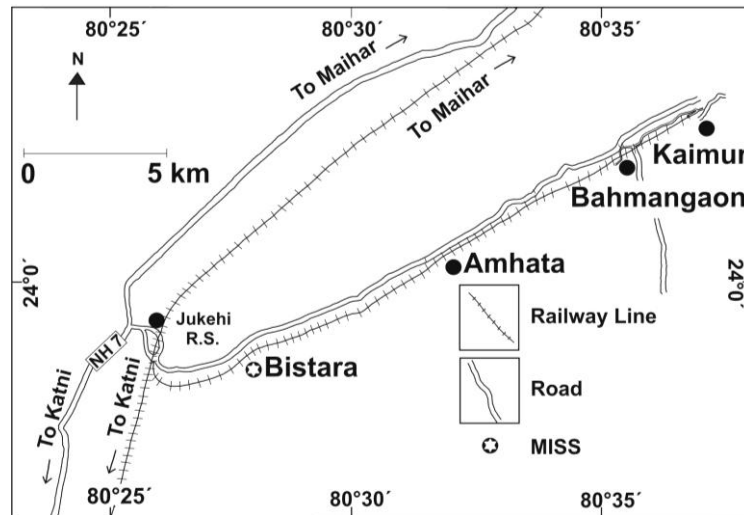 80°25´ 80°30´ 80°35´
N
To Maihar
To Maihar
0 5 km
Kaimur
Bahmangaon
24°0´
24°0´
Amhata
Jukehi
R.S.
Railway Line
NH 7
Bistara
Road
To Katni
To Katni
MISS
80°25´ 80°30´ 80°35´